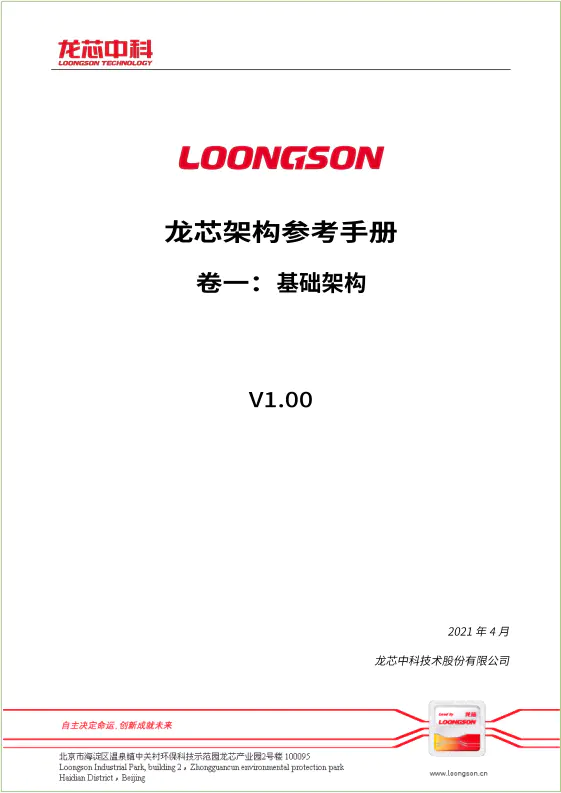 龙芯中科
LOONGSON TECHNOLOGY
LOONGSON
龙芯架构参考手册
卷一：基础架构
V1.00
2021 年 4 月
龙芯中科技术股份有限公司
自主决定命运、创新成就未来
LOONGSON
北京市海淀区温泉镇中关村环保科技示范园龙芯产业园2号楼 100095
Loongson Industrial Park, building 2，Zhongguancun environmental protection park
Haidian District，Beijing
www.loongson.cn